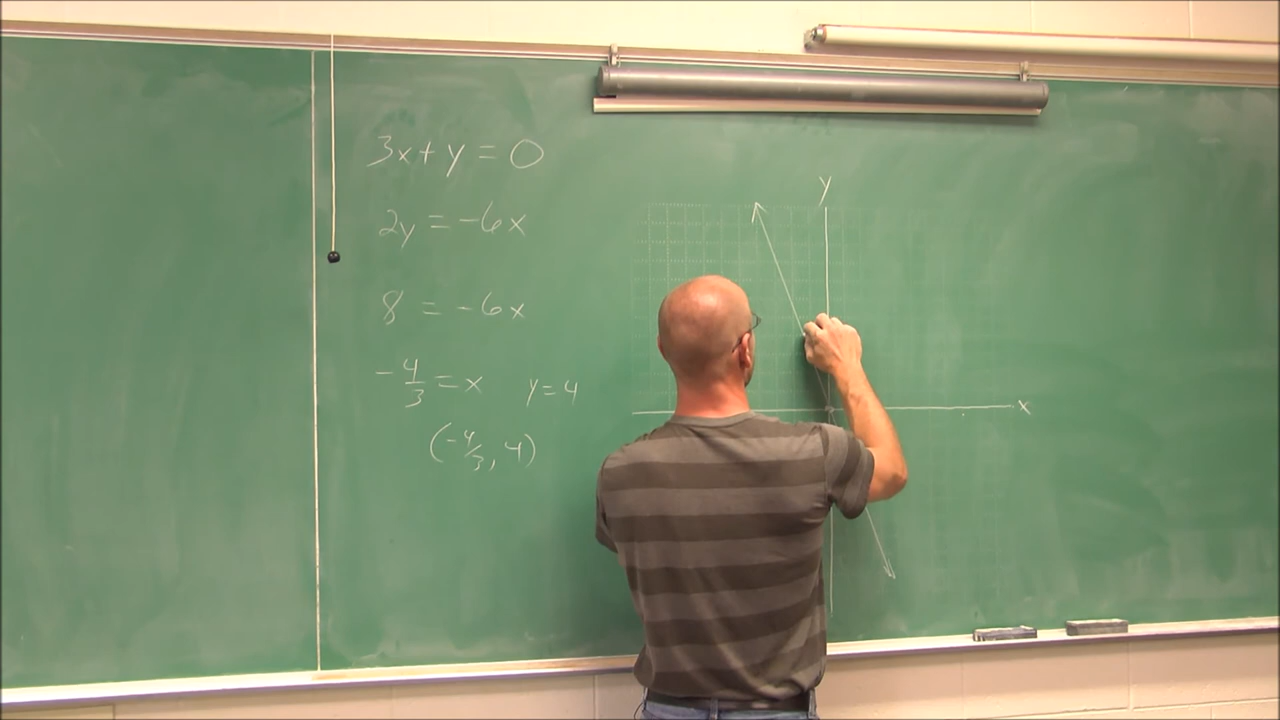 3x + y = 0
2y = -6x
8 = -6x
-4/3 = x y = 4
(-4/3, 4)
y
x